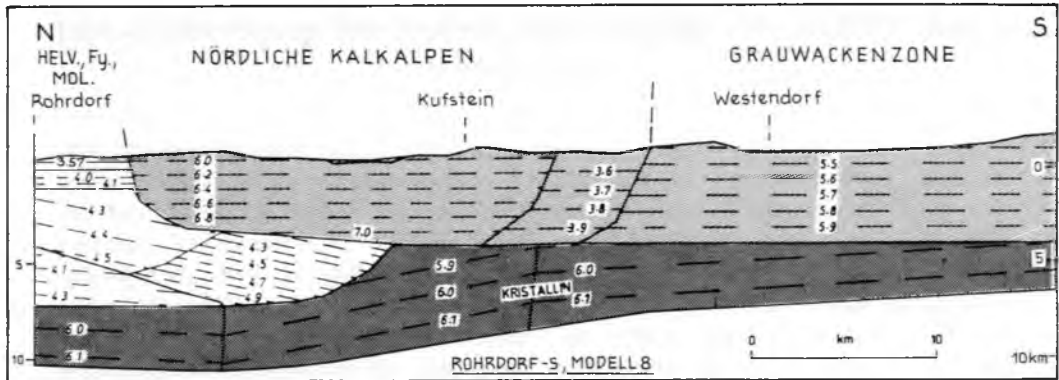 N
S
HELV., Fy.,
MOL.
NÖRDLICHE KALKALPEN
GRAUWACKENZONE
Rohrdorf
Kufstein
Westendorf
3.57
4.0
4.1
4.3
4.4
4.5
4.1
4.3
6.0
6.2
6.4
6.6
6.8
7.0
4.3
4.5
4.7
4.9
3.6
3.7
3.8
3.9
5.5
5.6
5.7
5.8
5.9
0
5
5
10
5.9
6.0
6.1
KRISTALLIN
6.0
6.1
6.0
6.1
0 km 10
10km
ROHRDORF-S, MODELL 8